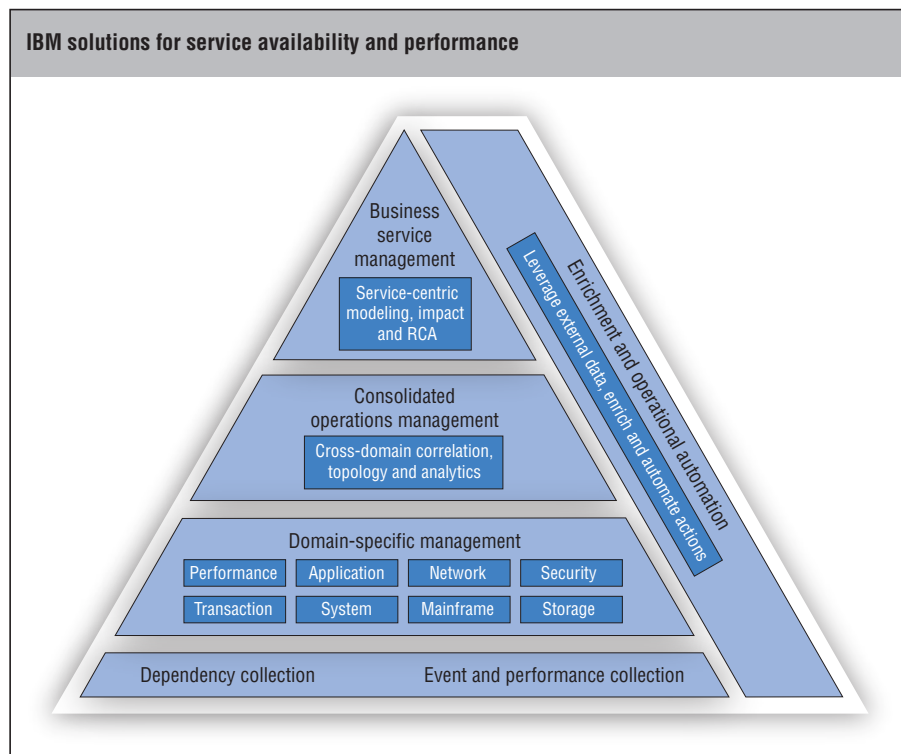 IBM solutions for service availability and performance
Business
service
management
Service-centric
modeling, impact
and RCA
Consolidated
operations management
Cross-domain correlation,
topology and analytics
Domain-specific management
Performance Application Network Security
Transaction System Mainframe Storage
Dependency collection Event and performance collection
Enrichment and operational automation
Leverage external data, enrich and automate actions